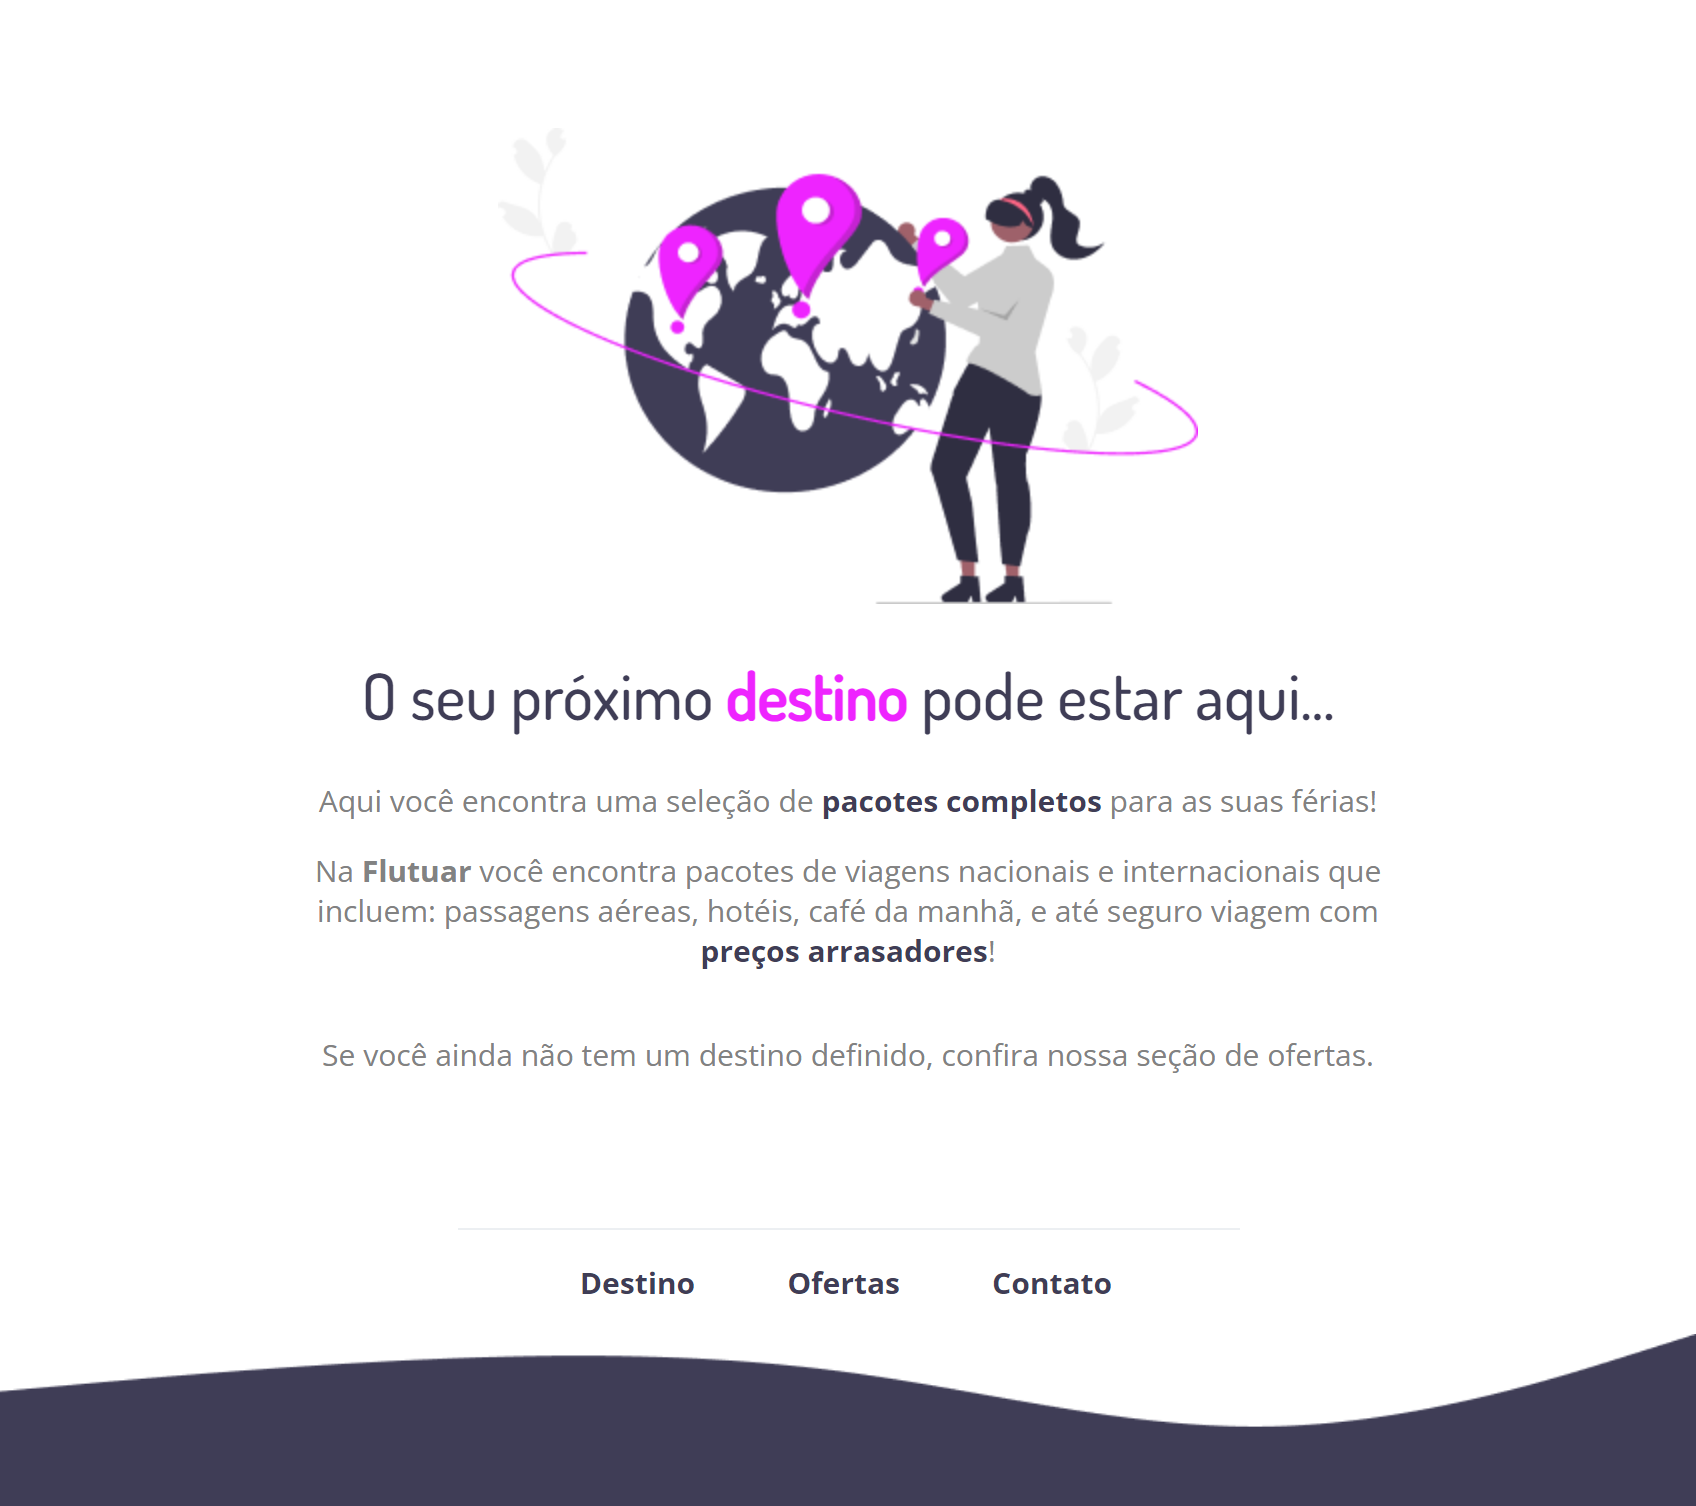 O seu próximo destino pode estar aqui...
Aqui você encontra uma seleção de pacotes completos para as suas férias!
Na Flutuar você encontra pacotes de viagens nacionais e internacionais que
incluem: passagens aéreas, hotéis, café da manhã, e até seguro viagem com
preços arrasadores!
Se você ainda não tem um destino definido, confira nossa seção de ofertas.
Destino Ofertas Contato